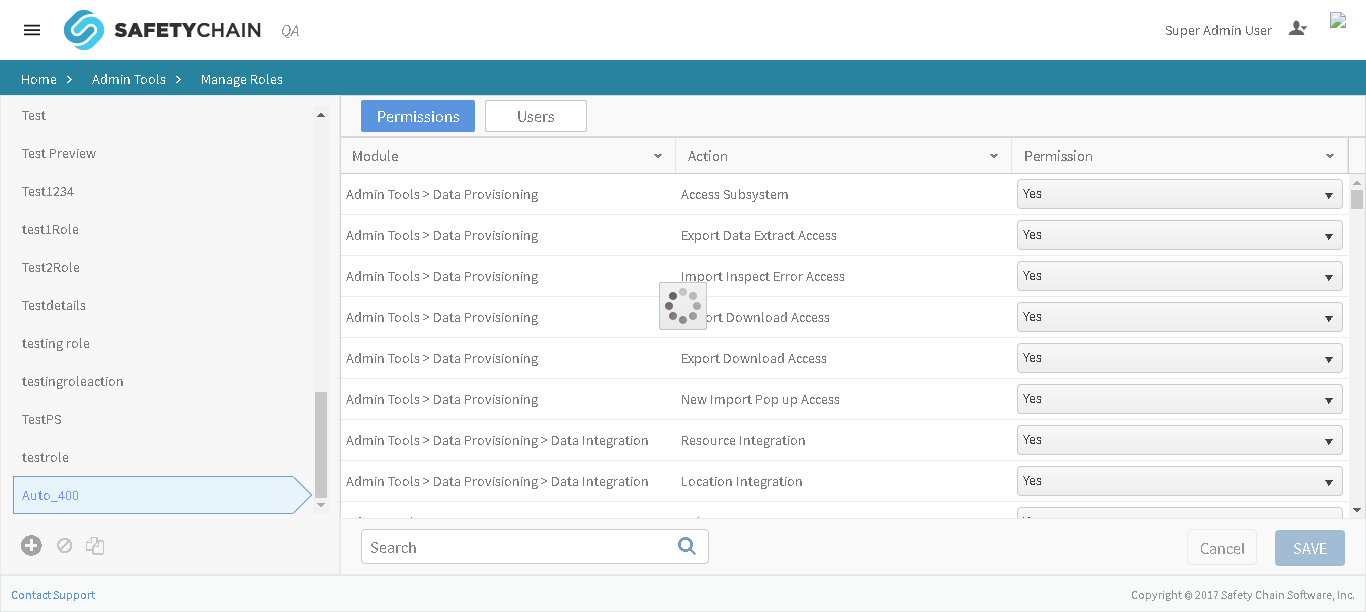 SAFETYCHAIN QA
Super Admin User
Home > Admin Tools > Manage Roles
Test
Test Preview
Test1234
test1Role
Test2Role
Testdetails
testing role
testingroleaction
TestPS
testrole
Auto_400
Permissions Users
Module Action Permission
Admin Tools > Data Provisioning Access Subsystem Yes
Admin Tools > Data Provisioning Export Data Extract Access Yes
Admin Tools > Data Provisioning Import Inspect Error Access Yes
Admin Tools > Data Provisioning Download Access Yes
Admin Tools > Data Provisioning Export Download Access Yes
Admin Tools > Data Provisioning New Import Pop up Access Yes
Admin Tools > Data Provisioning > Data Integration Resource Integration Yes
Admin Tools > Data Provisioning > Data Integration Location Integration Yes
Search
Cancel SAVE
Contact Support
Copyright © 2017 Safety Chain Software, Inc.